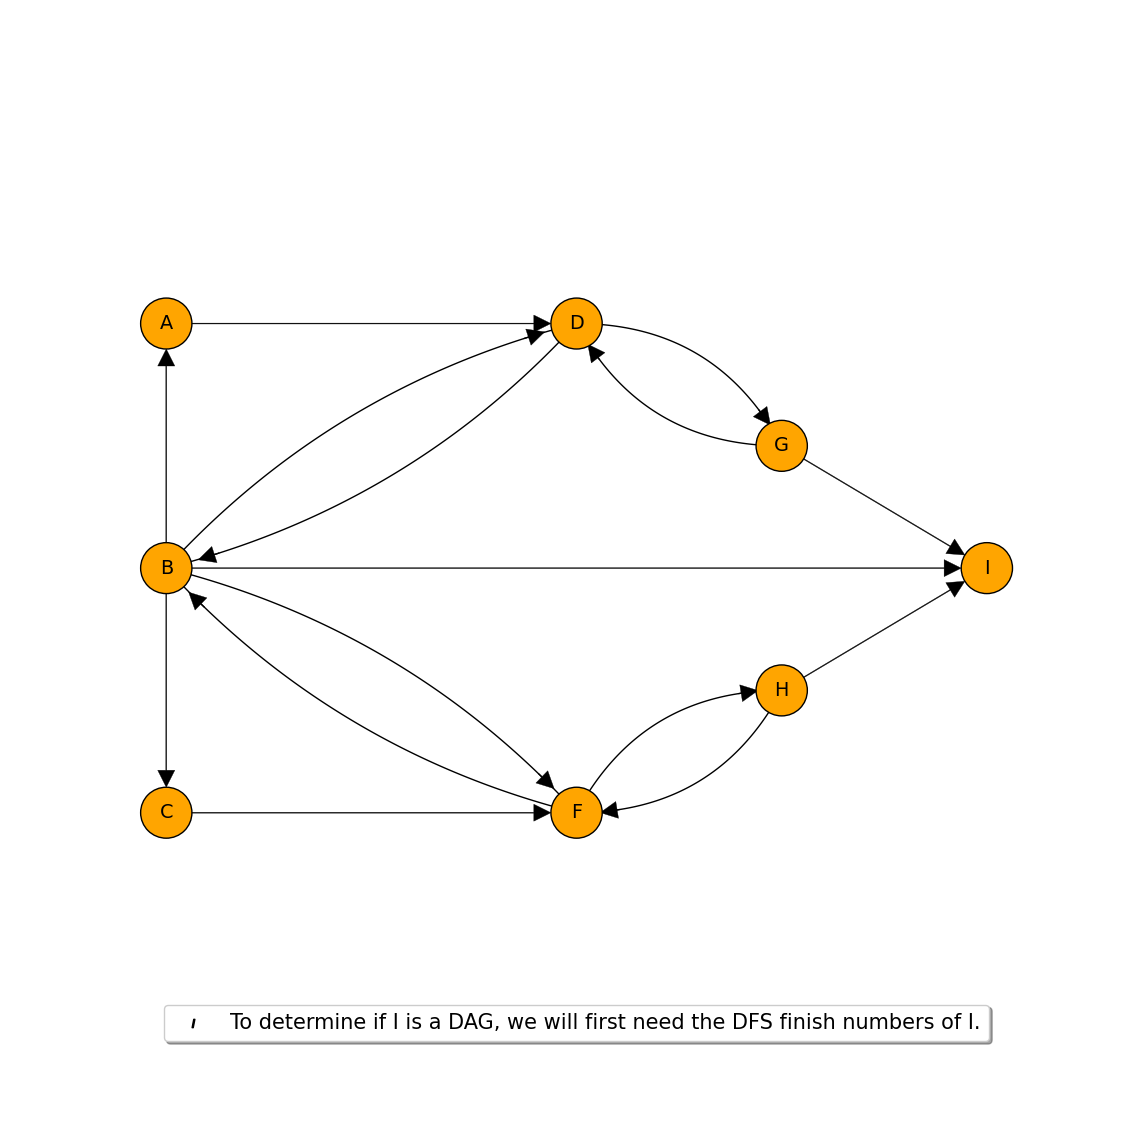 A
D
G
B
I
H
C
F
I To determine if I is a DAG, we will first need the DFS finish numbers of I.